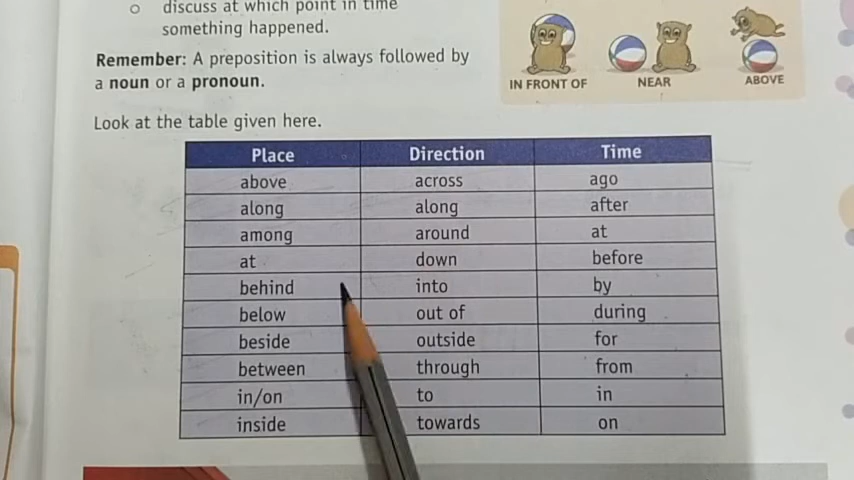 o discuss at which point in time
something happened.
Remember: A preposition is always followed by
a noun or a pronoun.
IN FRONT OF NEAR ABOVE
Look at the table given here.
Place Direction Time
above across ago
along along after
among around at
at down before
behind into by
below out of during
beside outside for
between through from
in/on to in
inside towards on